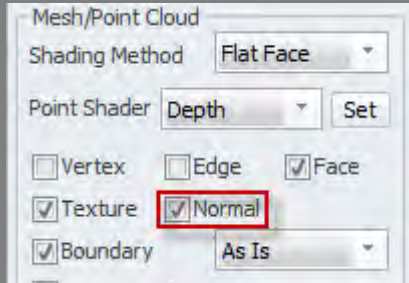 Mesh/Point Cloud
Shading Method Flat Face
Point Shader Depth Set
Vertex Edge Face
Texture Normal
Boundary As Is